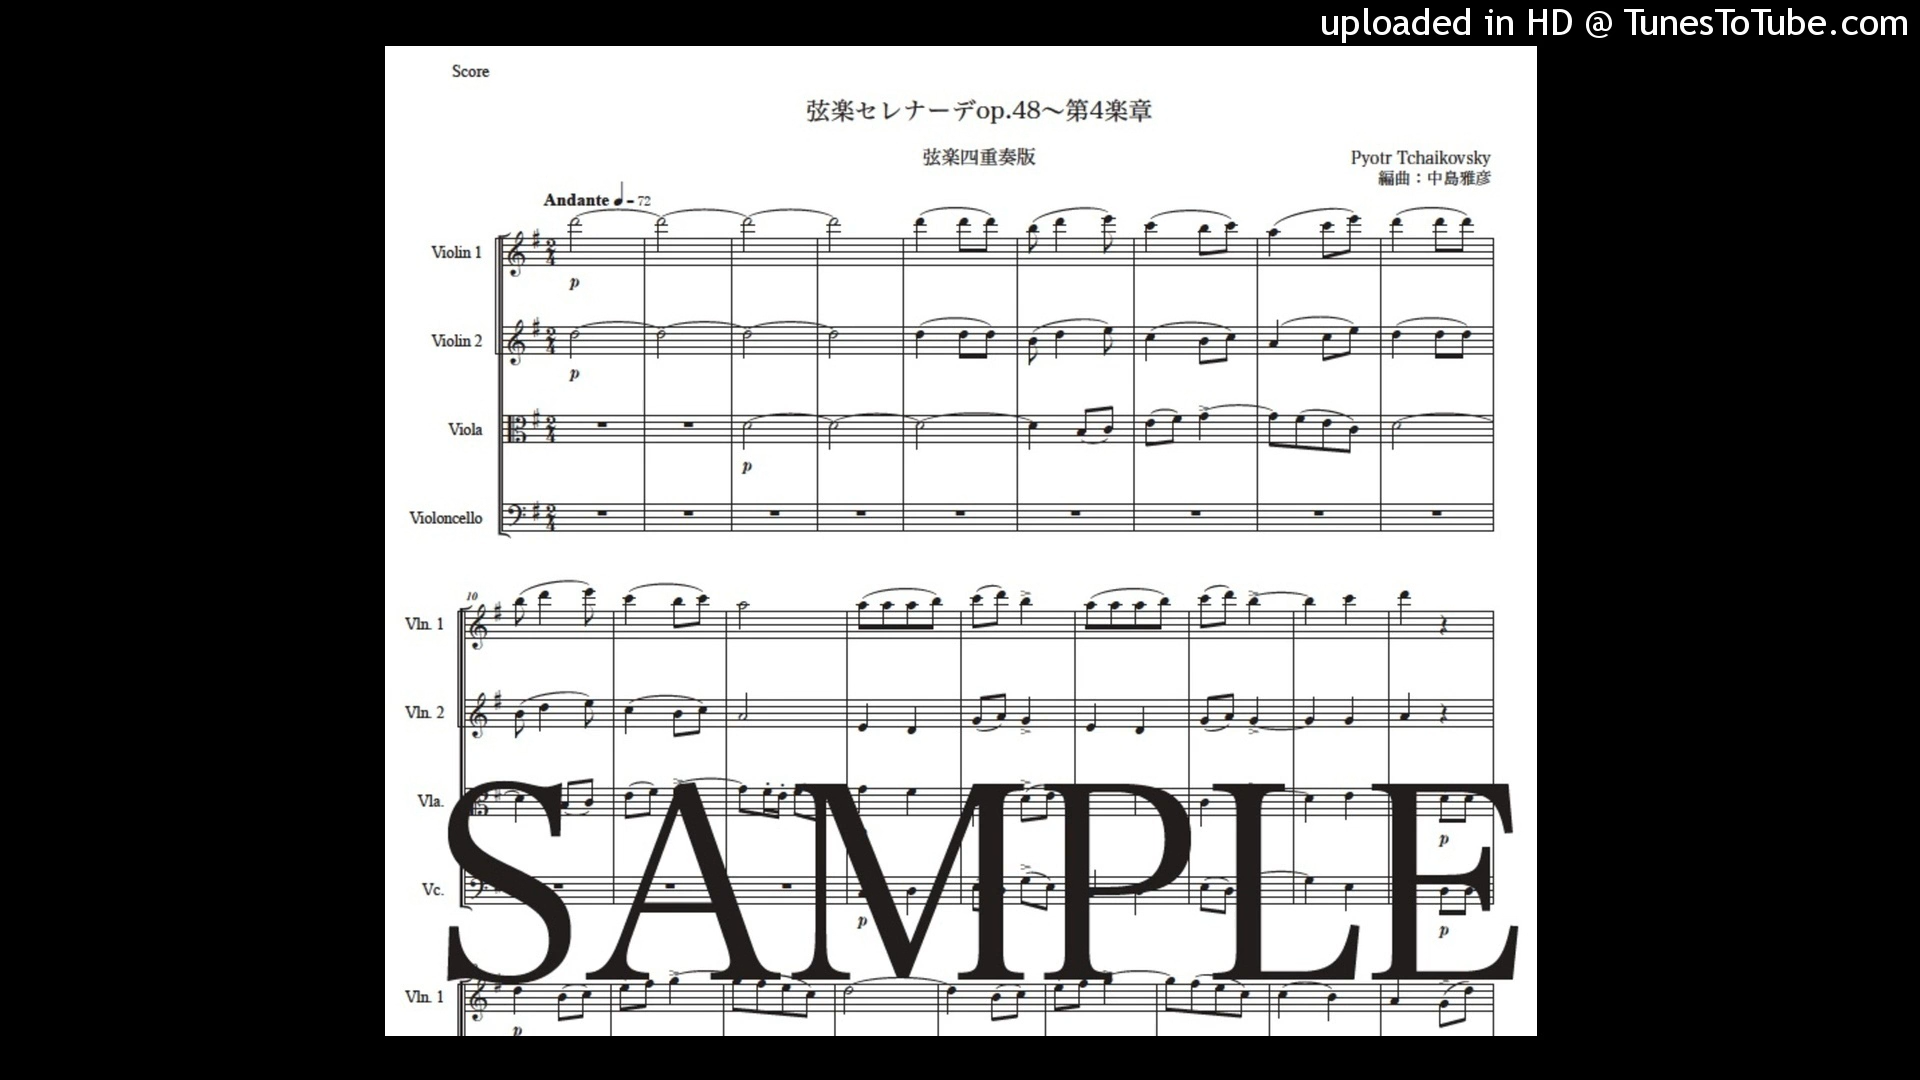 uploaded in HD @ TunesToTube.com
Score
弦楽セレナーデop.48〜第4楽章
弦楽四重奏版
Pyotr Tchaikovsky
編曲：中島雅彦
Andante ♩= 72
Violin 1
p
Violin 2
p
Viola
p
Violoncello
10
Vln. 1
Vln. 2
Vla.
p
Vc.
p
p
SAMPLE
Vln. 1
p